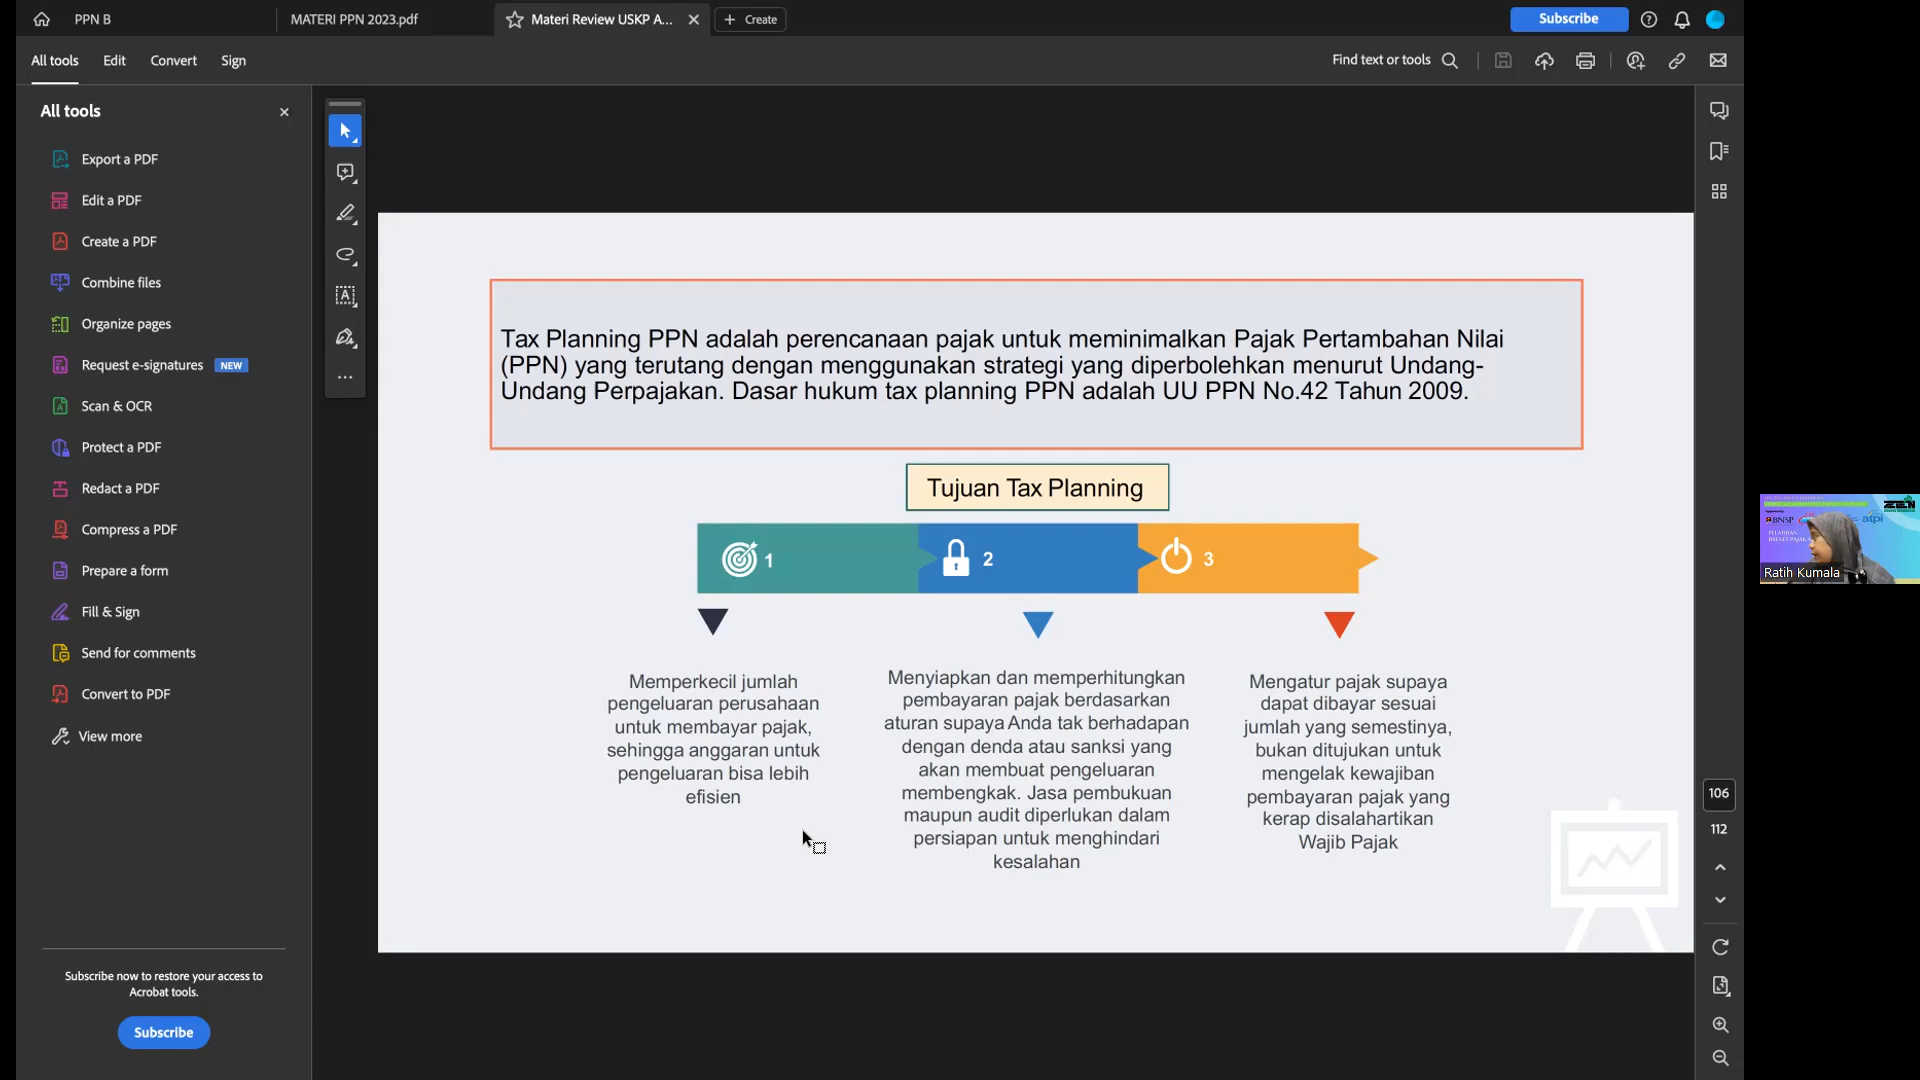 PPN B
MATERI PPN 2023.pdf
Materi Review USKP A...
Create
Subscribe
All tools
Edit
Convert
Sign
Find text or tools
All tools
Export a PDF
Edit a PDF
Create a PDF
Combine files
Organize pages
Request e-signatures NEW
Scan & OCR
Protect a PDF
Redact a PDF
Compress a PDF
Prepare a form
Fill & Sign
Send for comments
Convert to PDF
View more
Subscribe now to restore your access to
Acrobat tools.
Subscribe
Tax Planning PPN adalah perencanaan pajak untuk meminimalkan Pajak Pertambahan Nilai
(PPN) yang terutang dengan menggunakan strategi yang diperbolehkan menurut Undang-
Undang Perpajakan. Dasar hukum tax planning PPN adalah UU PPN No.42 Tahun 2009.
Tujuan Tax Planning
1
2
3
Memperkecil jumlah
pengeluaran perusahaan
untuk membayar pajak,
sehingga anggaran untuk
pengeluaran bisa lebih
efisien
Menyiapkan dan memperhitungkan
pembayaran pajak berdasarkan
aturan supaya Anda tak berhadapan
dengan denda atau sanksi yang
akan membuat pengeluaran
membengkak. Jasa pembukuan
maupun audit diperlukan dalam
persiapan untuk menghindari
kesalahan
Mengatur pajak supaya
dapat dibayar sesuai
jumlah yang semestinya,
bukan ditujukan untuk
mengelak kewajiban
pembayaran pajak yang
kerap disalahartikan
Wajib Pajak
106
112
ZEN
BNSP
atpi
PELATIHAN
BREVET PAJAK
Ratih Kumala